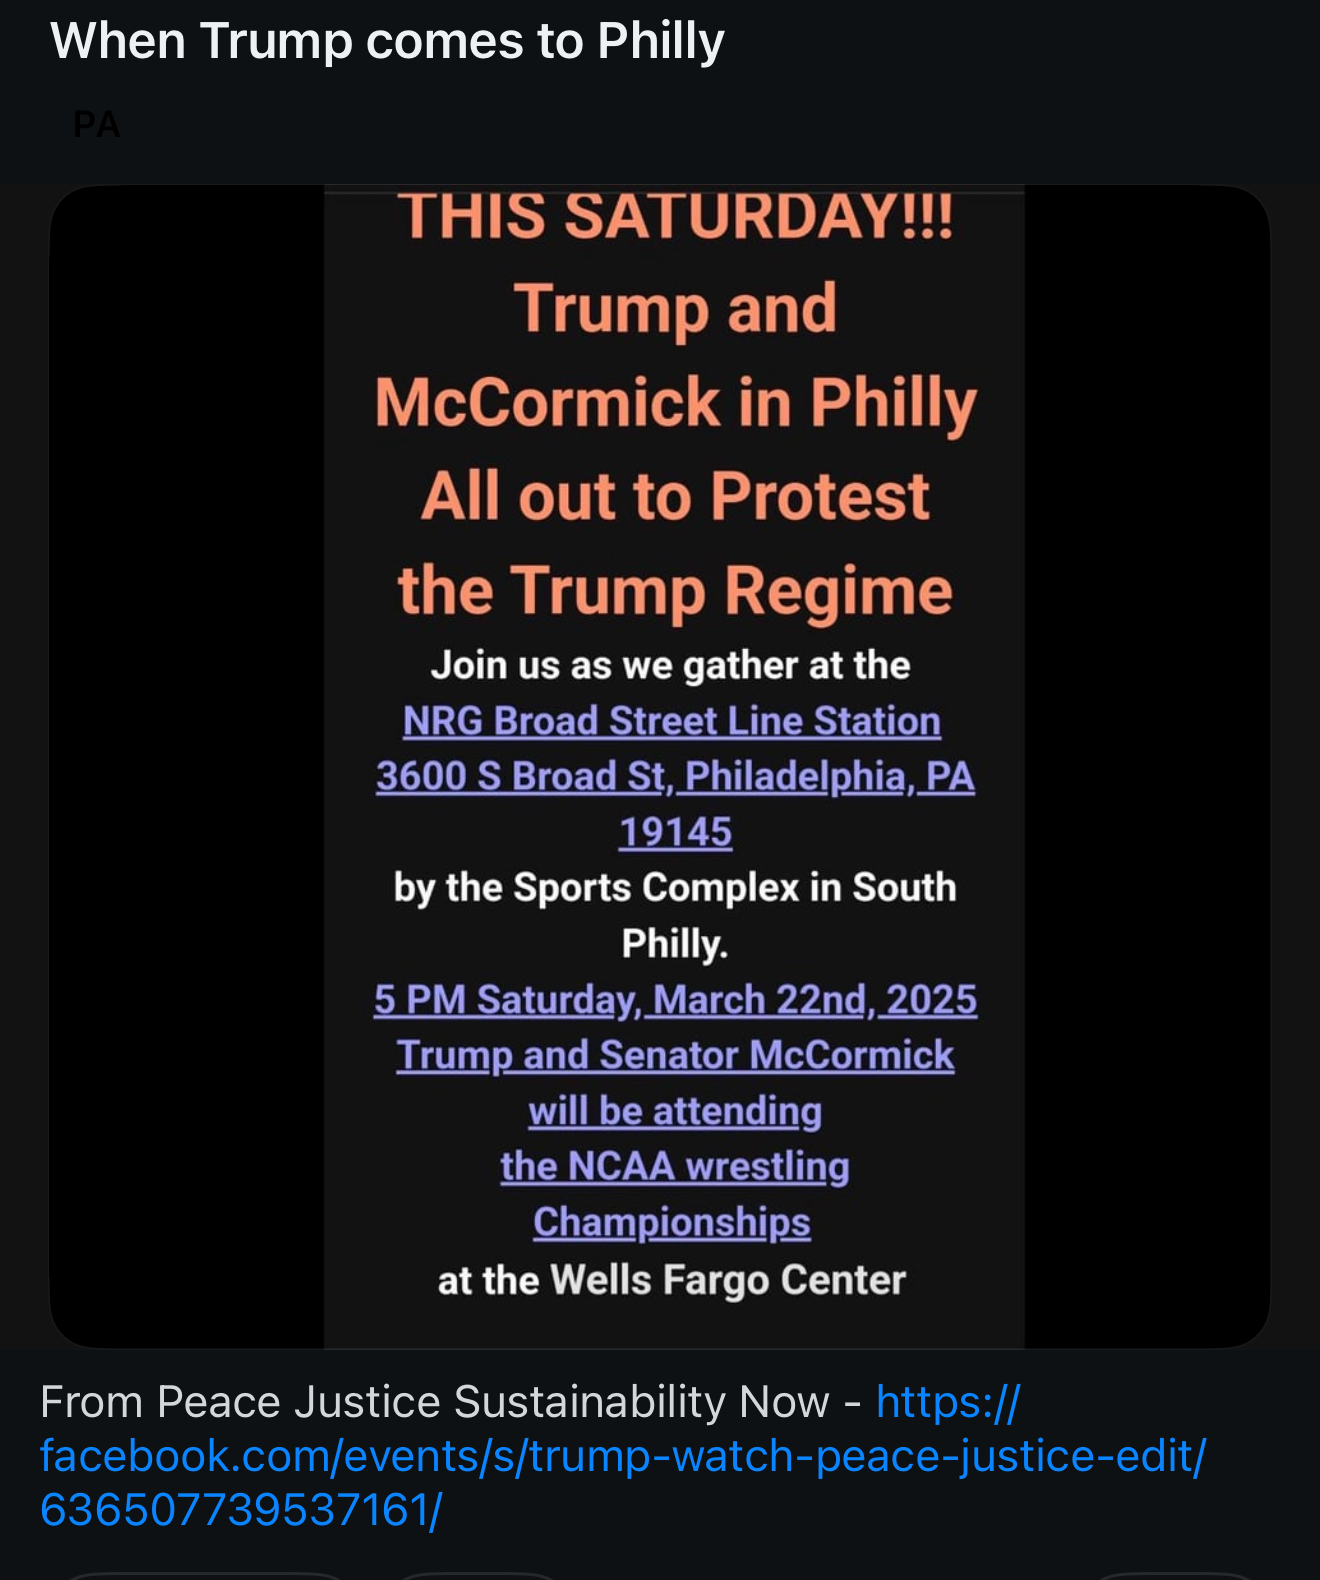 When Trump comes to Philly
PA
THIS SATURDAY!!!
Trump and
McCormick in Philly
All out to Protest
the Trump Regime
Join us as we gather at the
NRG Broad Street Line Station
3600 S Broad St, Philadelphia, PA
19145
by the Sports Complex in South
Philly.
5 PM Saturday, March 22nd, 2025
Trump and Senator McCormick
will be attending
the NCAA wrestling
Championships
at the Wells Fargo Center
From Peace Justice Sustainability Now - https://
facebook.com/events/s/trump-watch-peace-justice-edit/
636507739537161/